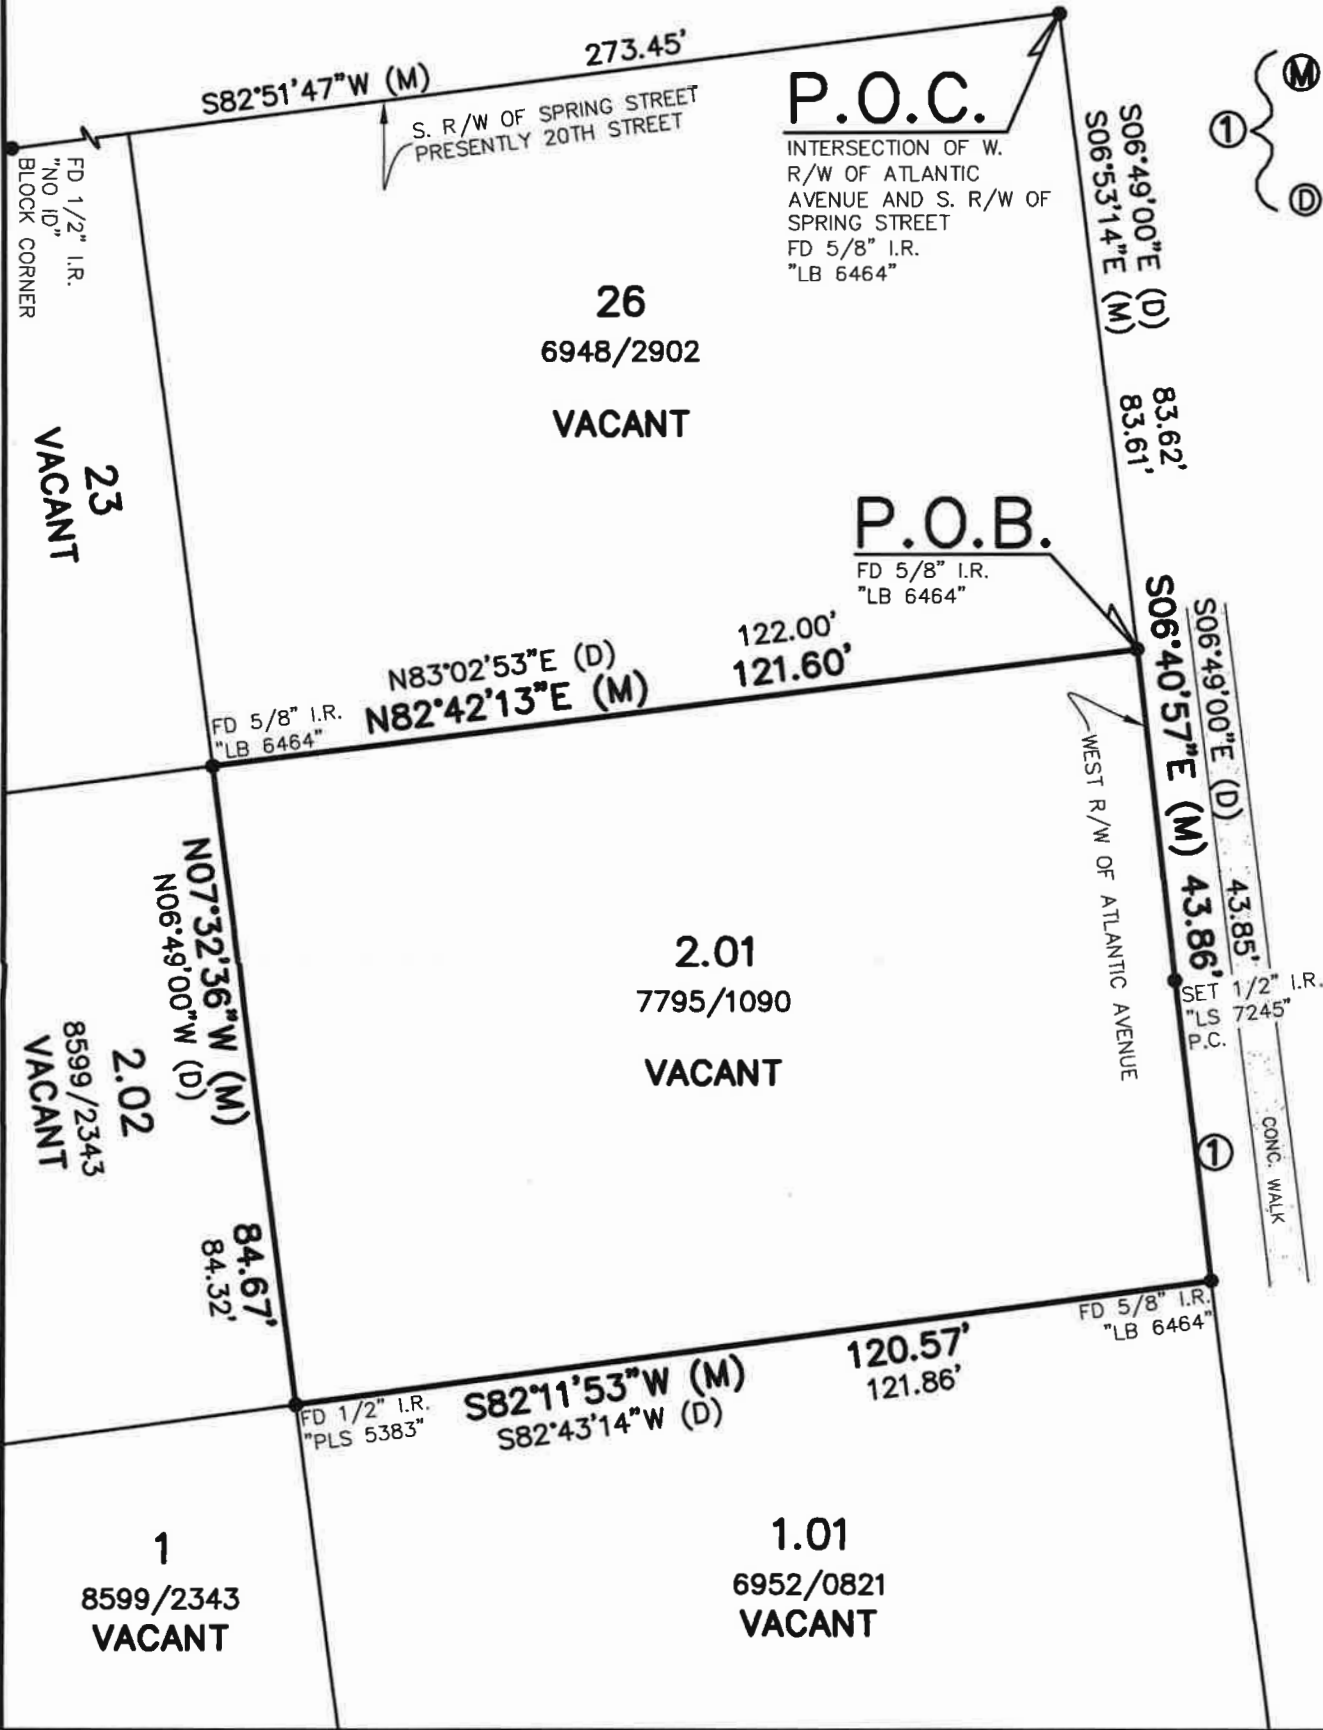 S82°51'47"W (M) 273.45'
S. R/W OF SPRING STREET
PRESENTLY 20TH STREET
P.O.C.
INTERSECTION OF W.
R/W OF ATLANTIC
AVENUE AND S. R/W OF
SPRING STREET
FD 5/8" I.R.
"LB 6464"
M
1
D
S06°49'00"E (D) 83.62'
S06°53'14"E (M) 83.61'
FD 1/2" I.R.
"NO ID"
BLOCK CORNER
26
6948/2902
VACANT
23
VACANT
P.O.B.
FD 5/8" I.R.
"LB 6464"
N83°02'53"E (D) 122.00'
N82°42'13"E (M) 121.60'
FD 5/8" I.R.
"LB 6464"
S06°49'00"E (D) 43.85'
S06°40'57"E (M) 43.86'
WEST R/W OF ATLANTIC AVENUE
SET 1/2" I.R.
"LS 7245"
P.C.
1
CONC. WALK
N07°32'36"W (M) 84.67'
N06°49'00"W (D) 84.32'
2.02
8599/2343
VACANT
2.01
7795/1090
VACANT
FD 5/8" I.R.
"LB 6464"
S82°11'53"W (M) 120.57'
S82°43'14"W (D) 121.86'
FD 1/2" I.R.
"PLS 5383"
1
8599/2343
VACANT
1.01
6952/0821
VACANT